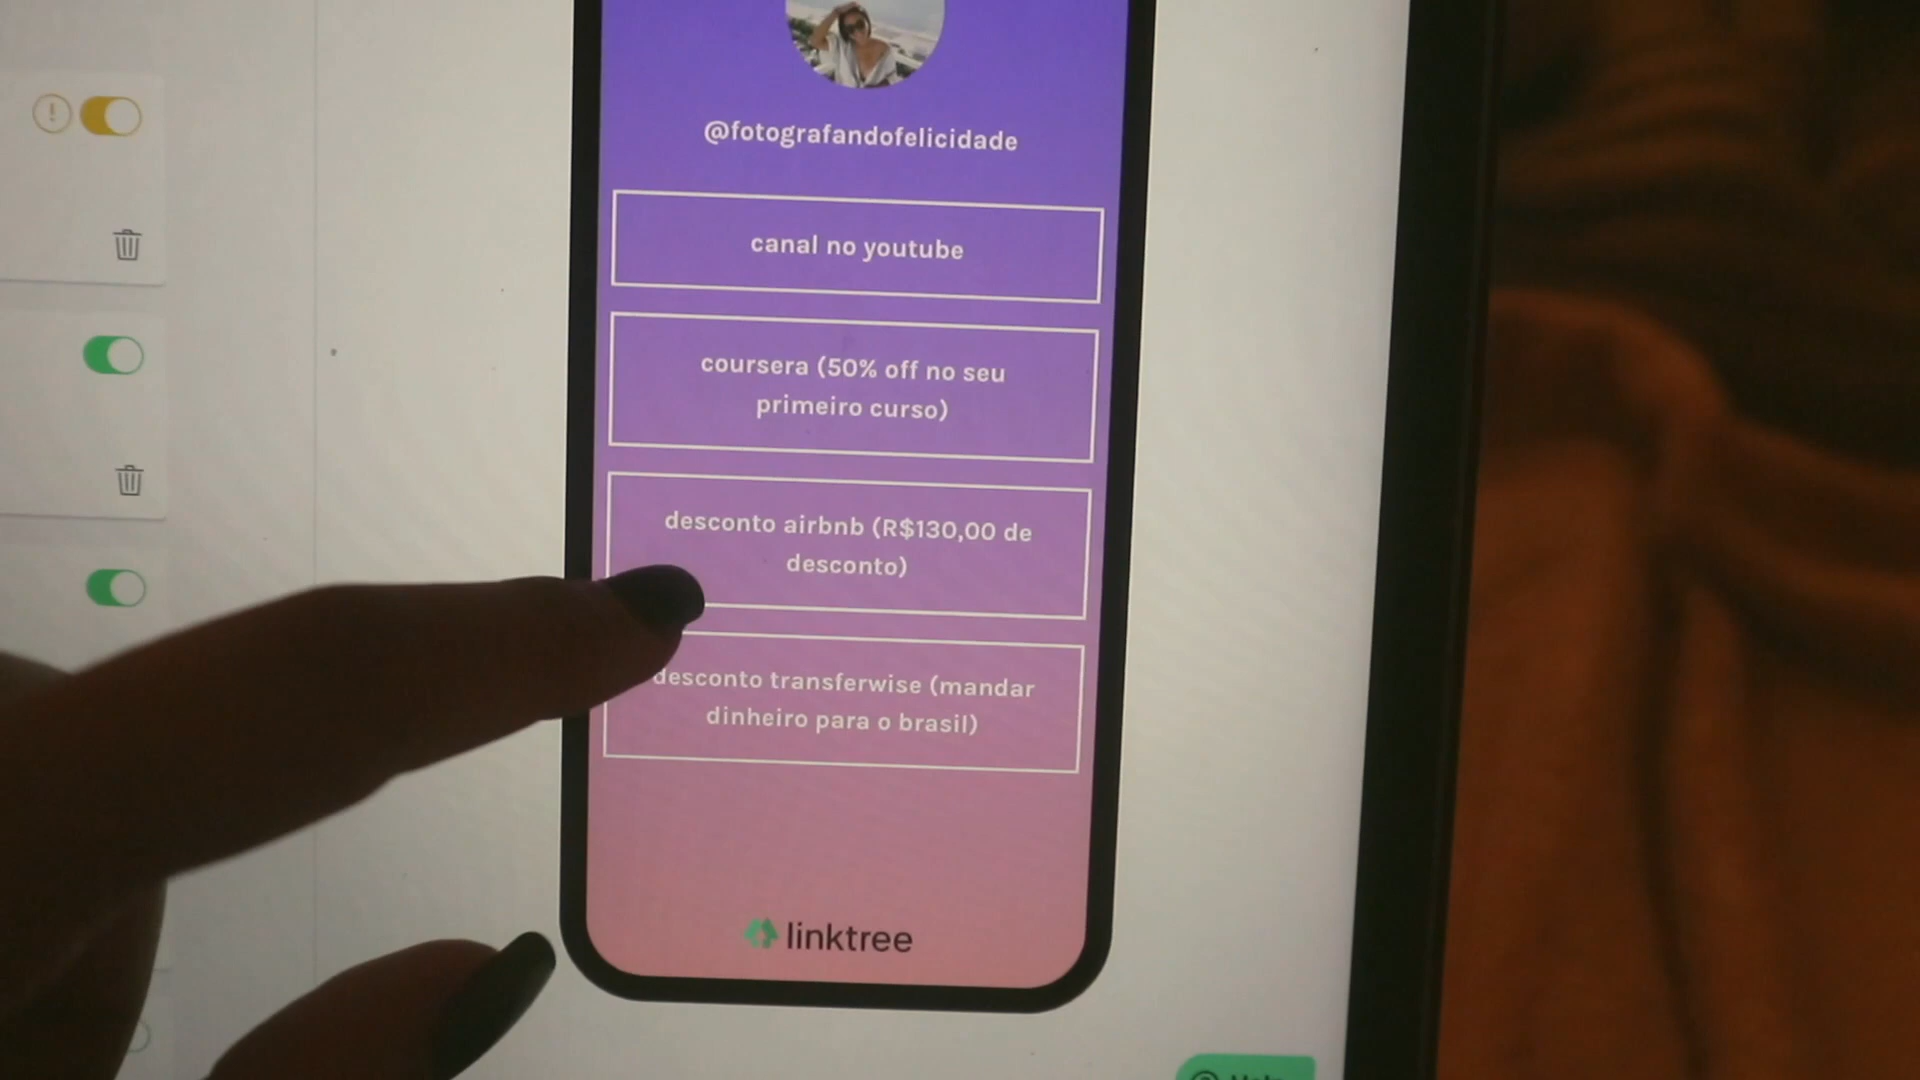 @fotografandofelicidade
canal no youtube
coursera (50% off no seu
primeiro curso)
desconto airbnb (R$130,00 de
desconto)
desconto transferwise (mandar
dinheiro para o brasil)
linktree